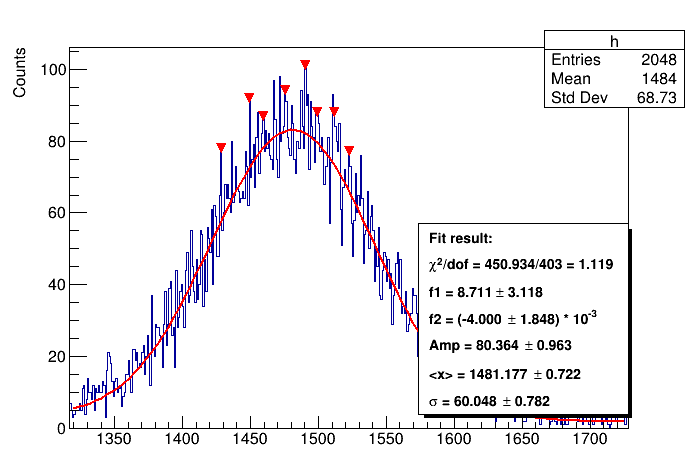 h
Entries 2048
Mean 1484
Std Dev 68.73
Counts
100
80
60
40
20
0
Fit result:
χ²/dof = 450.934/403 = 1.119
f1 = 8.711 ± 3.118
f2 = (-4.000 ± 1.848) * 10⁻³
Amp = 80.364 ± 0.963
<x> = 1481.177 ± 0.722
σ = 60.048 ± 0.782
1350 1400 1450 1500 1550 1600 1650 1700